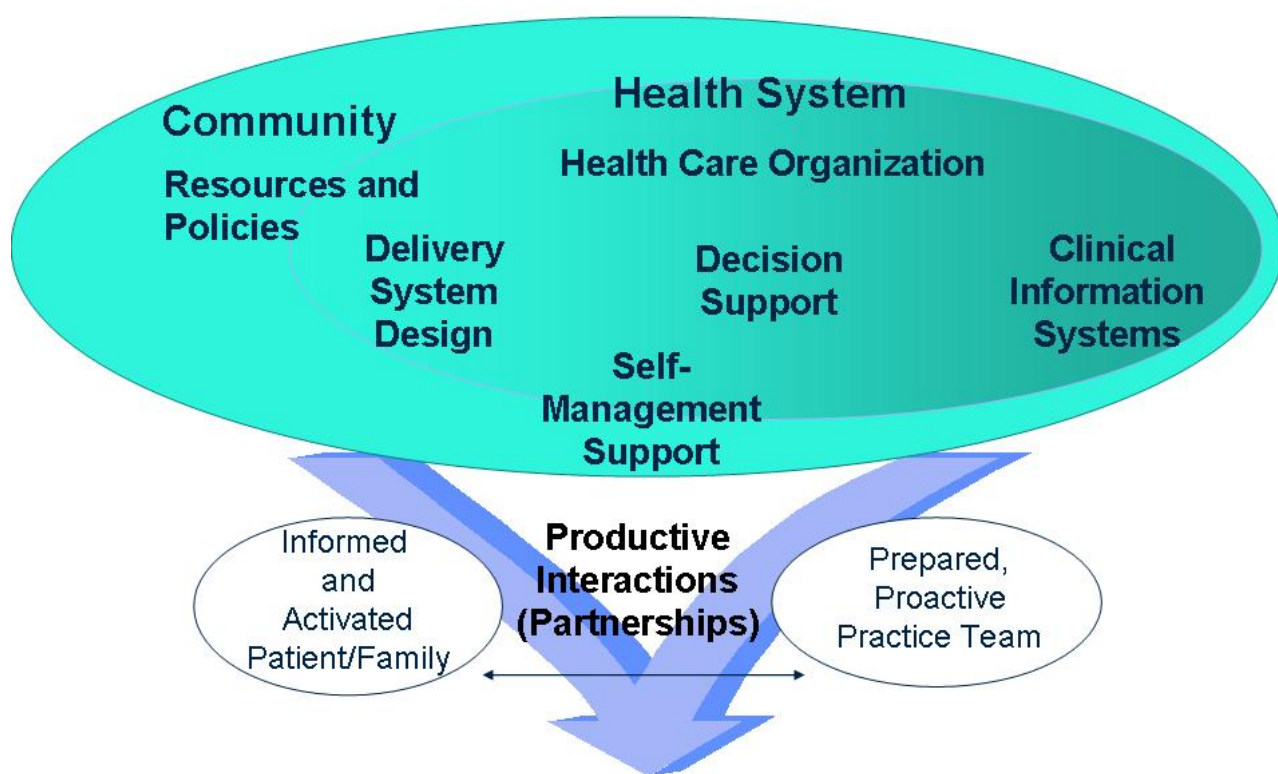 Health System
Community
Health Care Organization
Resources and
Policies
Delivery
System
Design
Decision
Support
Clinical
Information
Systems
Self-
Management
Support
Informed
and
Activated
Patient/Family
Productive
Interactions
(Partnerships)
Prepared,
Proactive
Practice Team